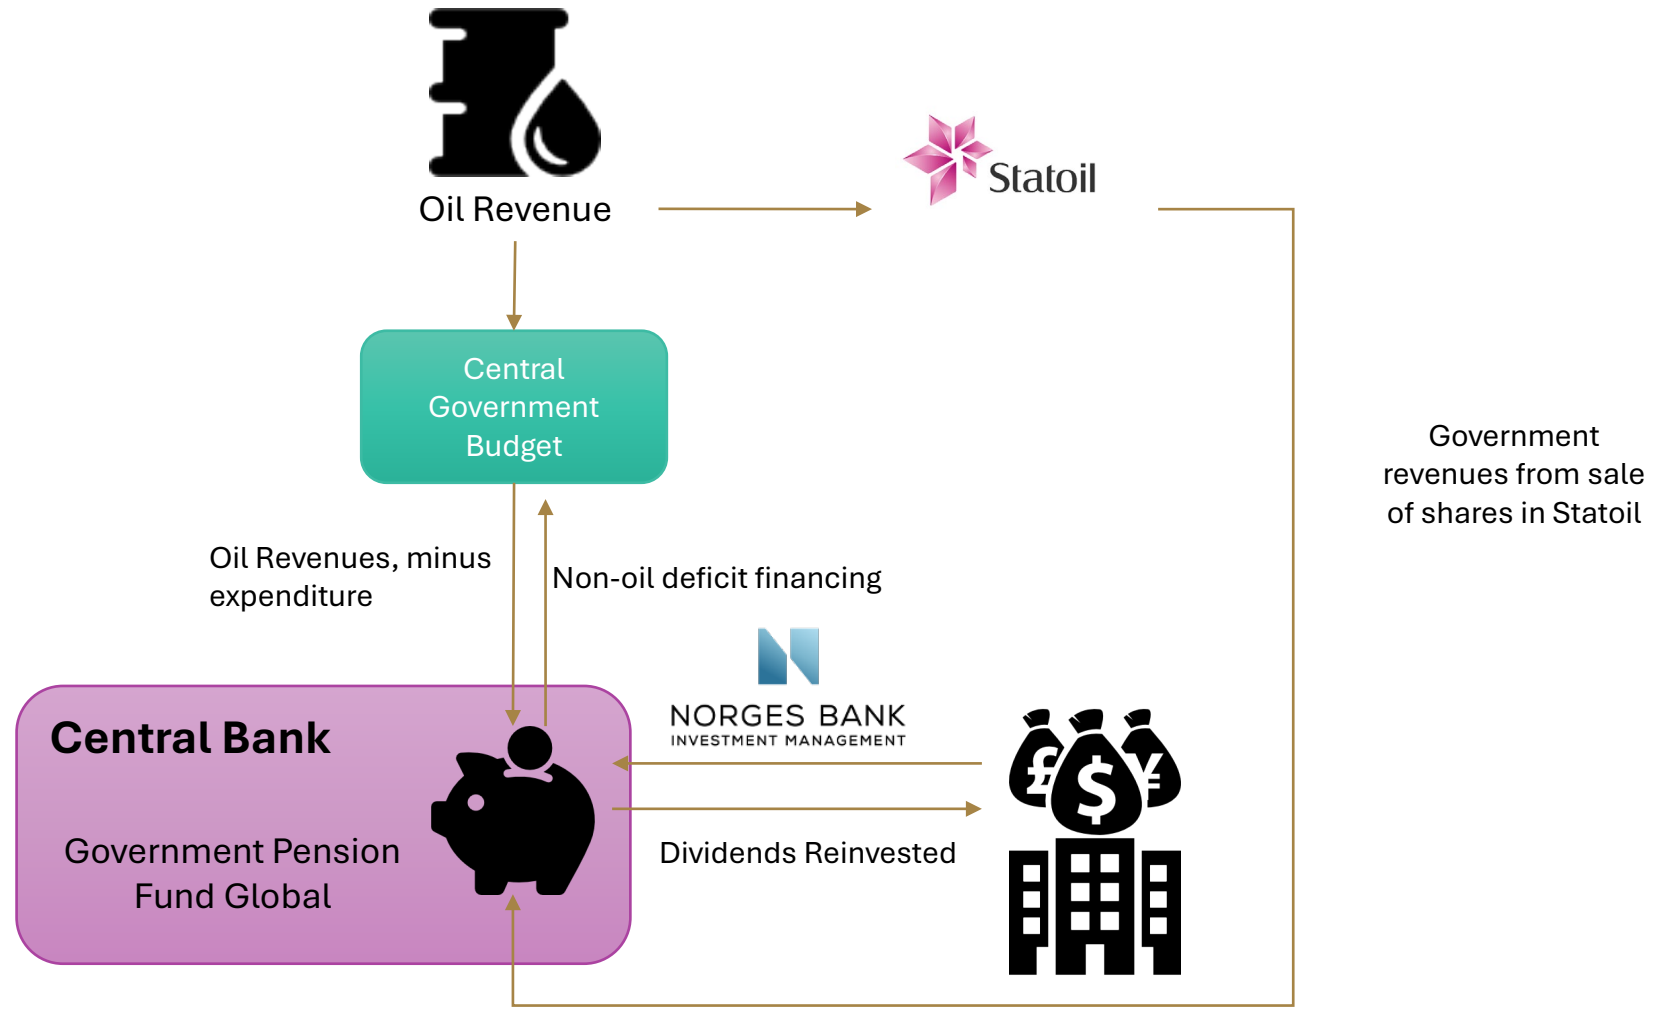 Oil Revenue
Statoil
Central
Government
Budget
Government
revenues from sale
of shares in Statoil
Oil Revenues, minus
expenditure
Non-oil deficit financing
NORGES BANK
INVESTMENT MANAGEMENT
Central Bank
Government Pension
Fund Global
Dividends Reinvested
£
$
¥